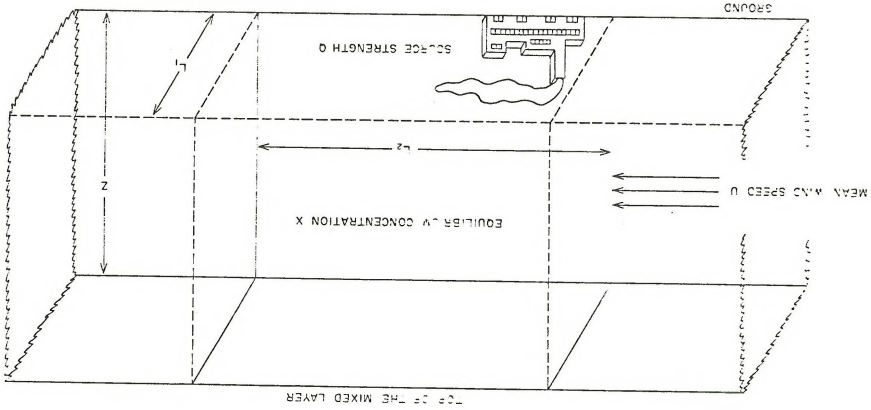 TOP OF THE MIXED LAYER
EQUILIBRIUM CONCENTRATION X
MEAN WIND SPEED U
Z
L₂
L₁
SOURCE STRENGTH Q
GROUND